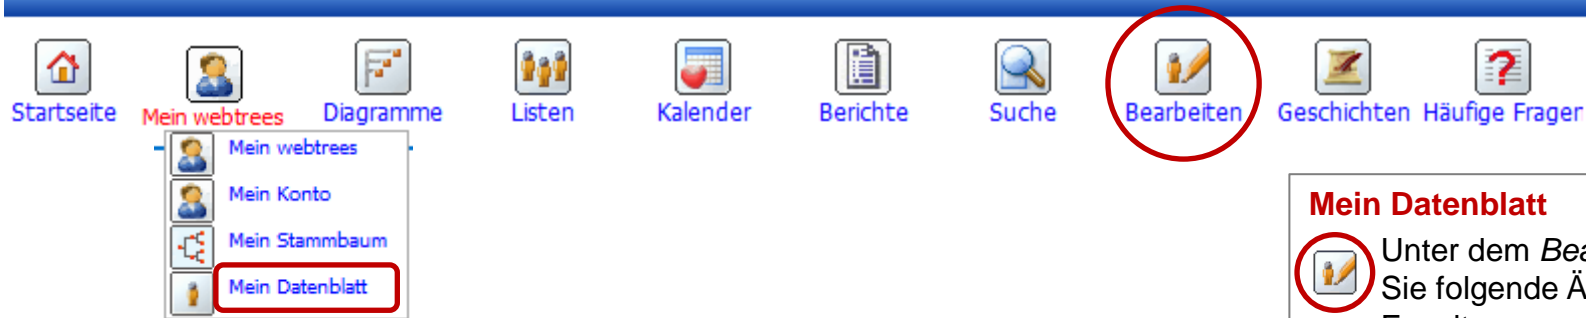 Startseite
Mein webtrees
Diagramme
Listen
Kalender
Berichte
Suche
Bearbeiten
Geschichten
Häufige Fragen
Mein webtrees
Mein Konto
Mein Stammbaum
Mein Datenblatt
Mein Datenblatt
Unter dem
Sie folgende